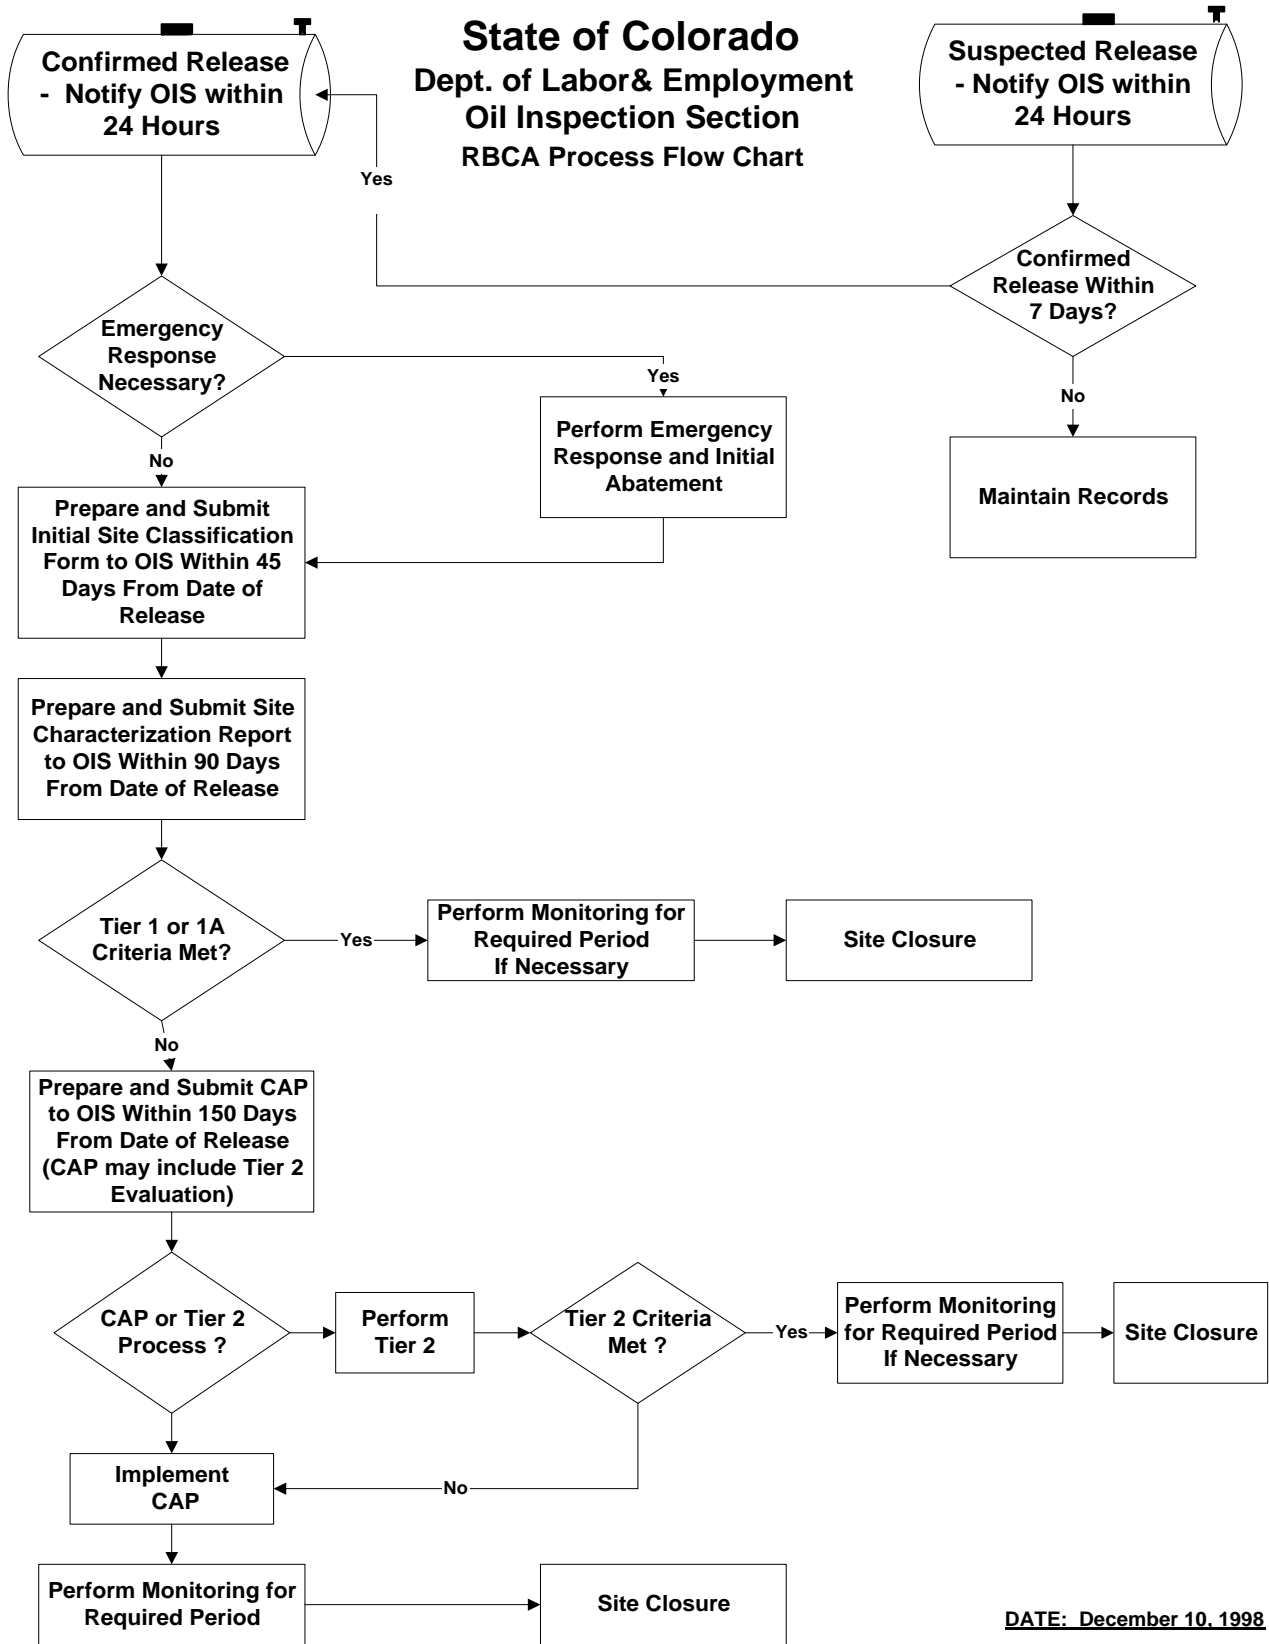 State of Colorado
Dept. of Labor& Employment
Oil Inspection Section
RBCA Process Flow Chart
Confirmed Release
- Notify OIS within
24 Hours
Suspected Release
- Notify OIS within
24 Hours
Yes
Confirmed
Release Within
7 Days?
Emergency
Response
Necessary?
Yes
No
Perform Emergency
Response and Initial
Abatement
Maintain Records
No
Prepare and Submit
Initial Site Classification
Form to OIS Within 45
Days From Date of
Release
Prepare and Submit Site
Characterization Report
to OIS Within 90 Days
From Date of Release
Tier 1 or 1A
Criteria Met?
Yes
Perform Monitoring for
Required Period
If Necessary
Site Closure
No
Prepare and Submit CAP
to OIS Within 150 Days
From Date of Release
(CAP may include Tier 2
Evaluation)
CAP or Tier 2
Process ?
Perform
Tier 2
Tier 2 Criteria
Met ?
Yes
Perform Monitoring
for Required Period
If Necessary
Site Closure
Implement
CAP
No
Perform Monitoring for
Required Period
Site Closure
DATE: December 10, 1998